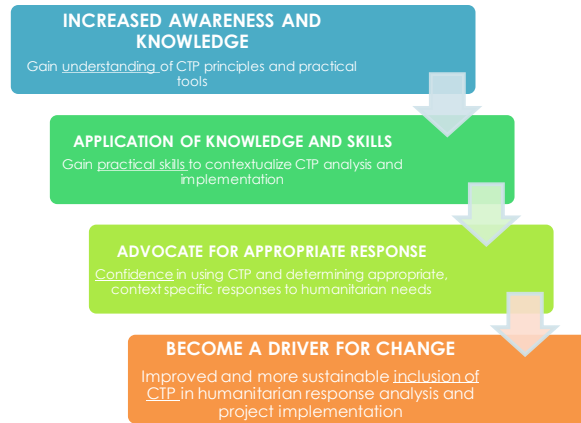 INCREASED AWARENESS AND
KNOWLEDGE
Gain understanding of CTP principles and practical
tools
APPLICATION OF KNOWLEDGE AND SKILLS
Gain practical skills to contextualize CTP analysis and
implementation
ADVOCATE FOR APPROPRIATE RESPONSE
Confidence in using CTP and determining appropriate,
context specific responses to humanitarian needs
BECOME A DRIVER FOR CHANGE
Improved and more sustainable inclusion of
CTP in humanitarian response analysis and
project implementation